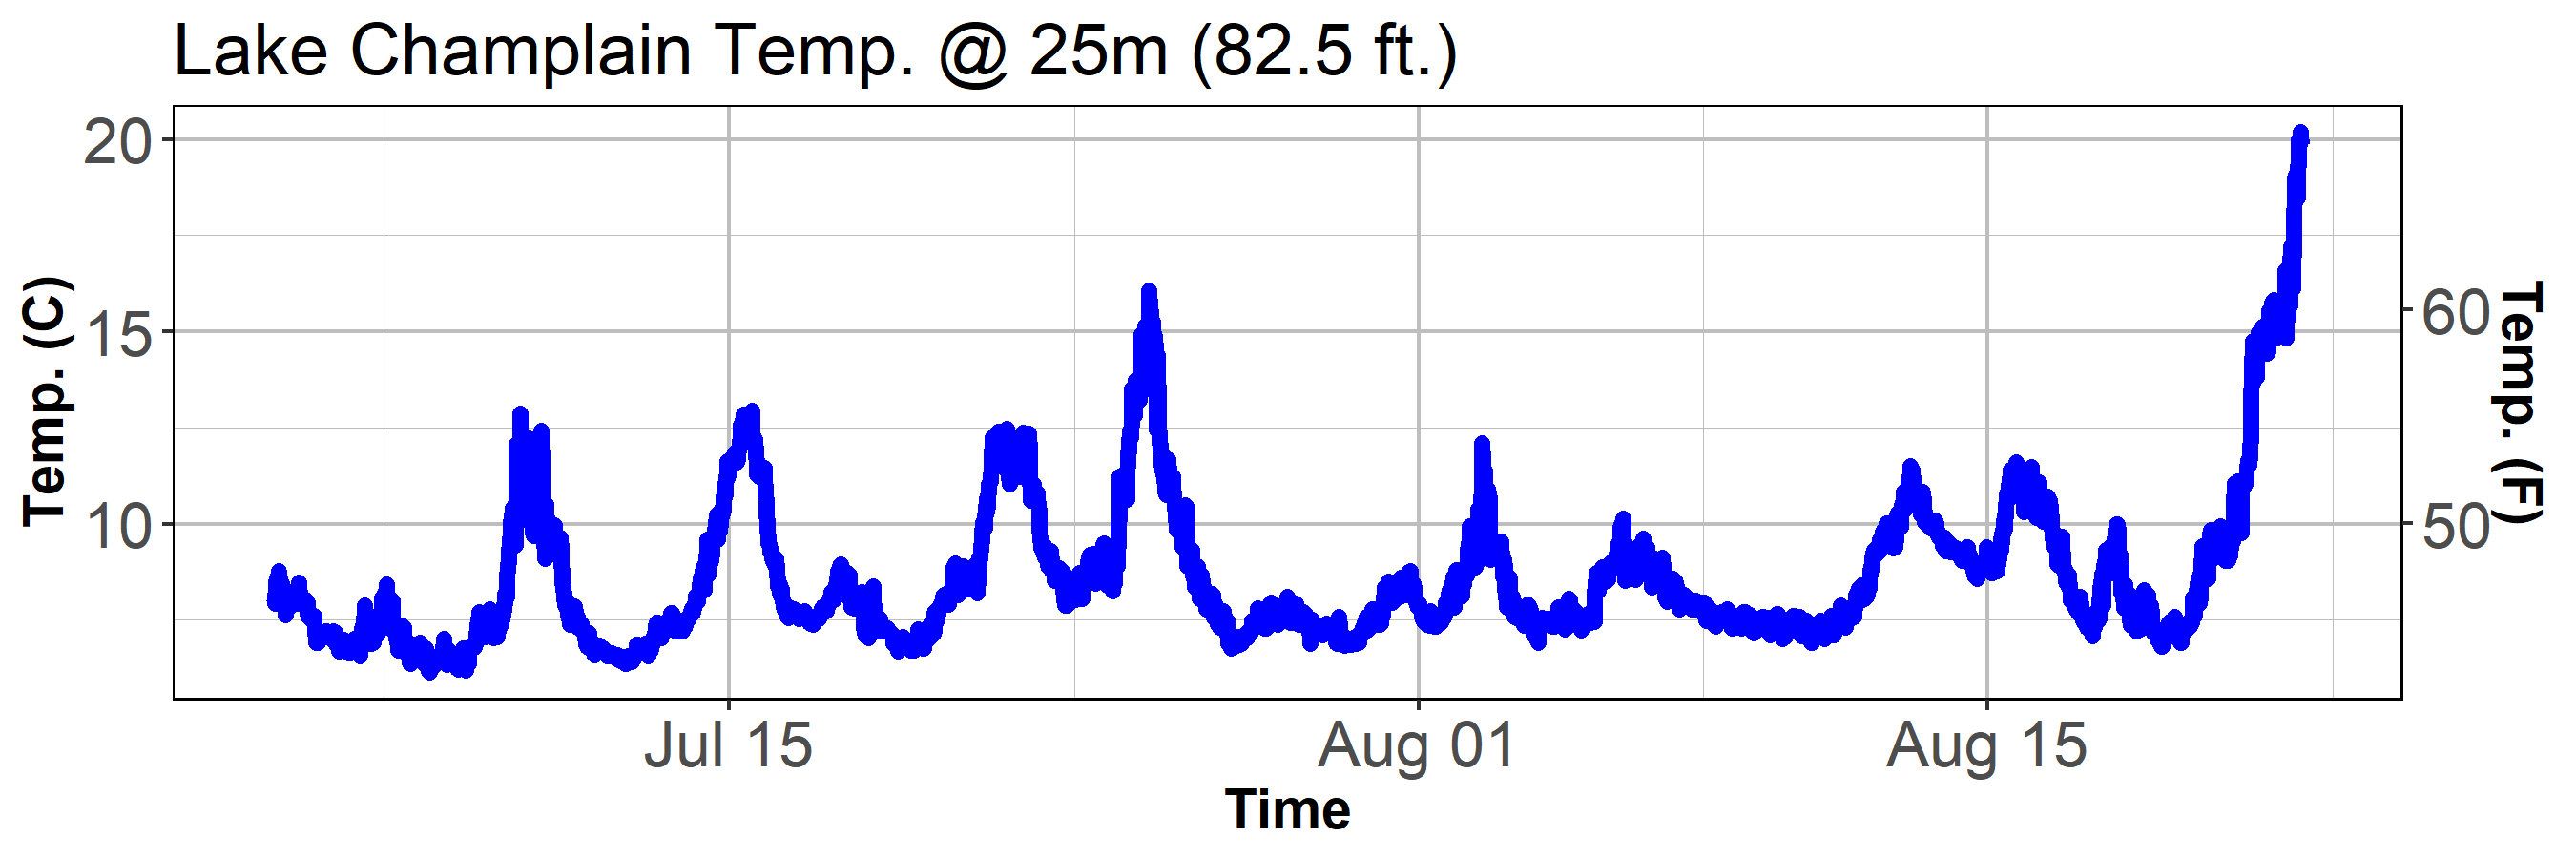 Lake Champlain Temp. @ 25m (82.5 ft.)
Temp. (C)
20
15
10
60
50
Temp. (F)
Jul 15
Aug 01
Aug 15
Time